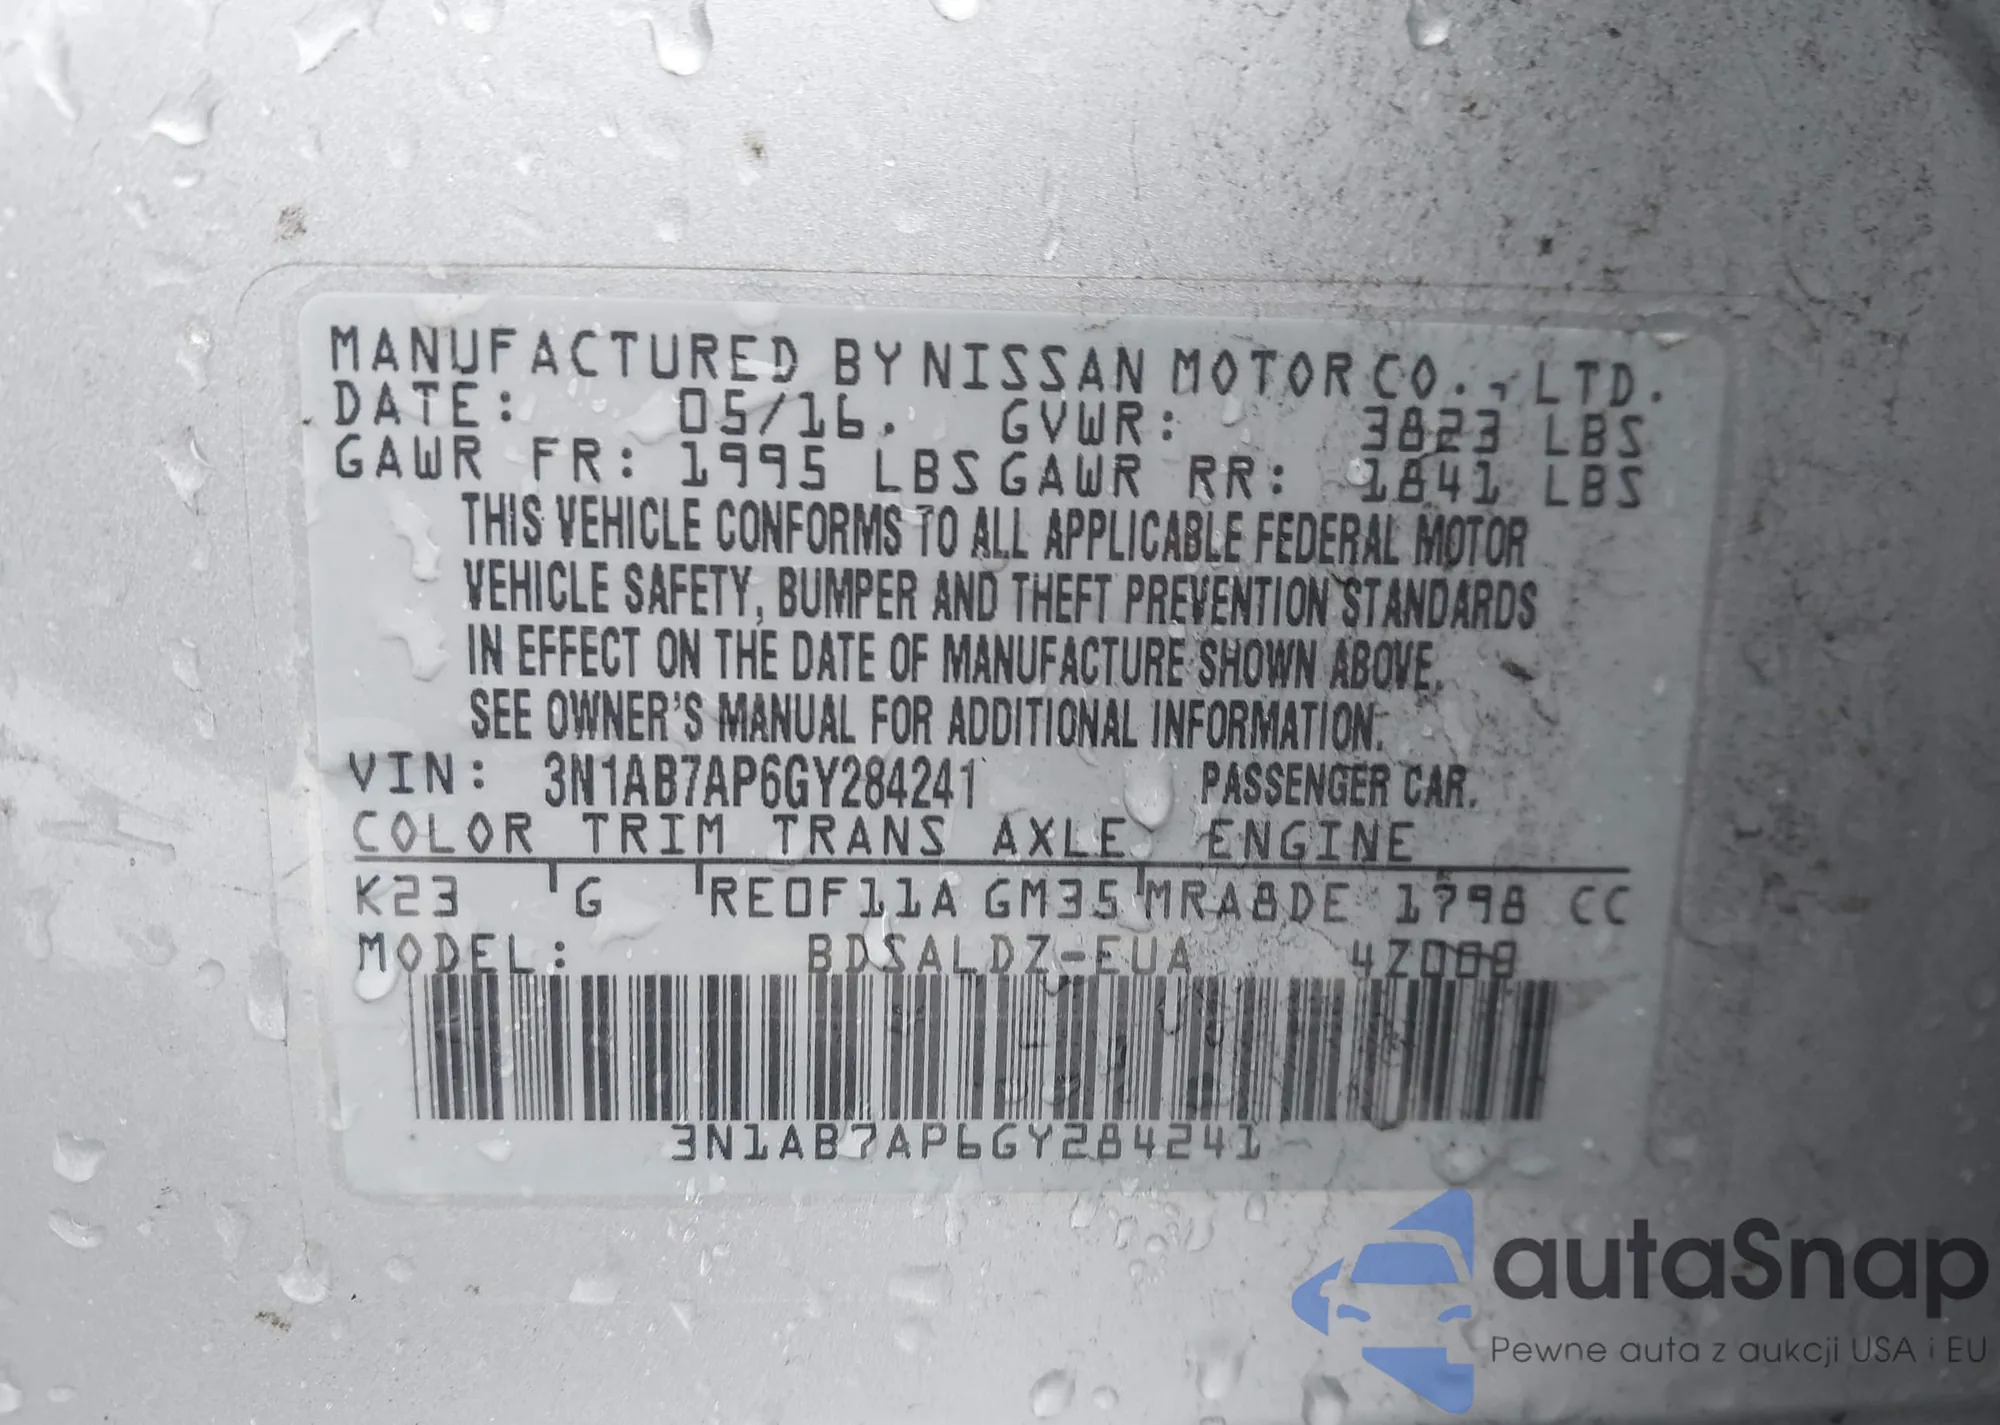 MANUFACTURED BY NISSAN MOTOR CO., LTD.
DATE: 05/16. GVWR: 3823 LBS
GAWR FR: 1995 LBS GAWR RR: 1841 LBS
THIS VEHICLE CONFORMS TO ALL APPLICABLE FEDERAL MOTOR
VEHICLE SAFETY, BUMPER AND THEFT PREVENTION STANDARDS
IN EFFECT ON THE DATE OF MANUFACTURE SHOWN ABOVE.
SEE OWNER'S MANUAL FOR ADDITIONAL INFORMATION.
VIN: 3N1AB7AP6GY284241 PASSENGER CAR.
COLOR TRIM TRANS AXLE ENGINE
K23 G RE0F11A GM35 MRA8DE 1798 CC
MODEL: BDSALDZ-EUA
3N1AB7AP6GY284241
autaSnap
Pewne auta z aukcji USA i EU